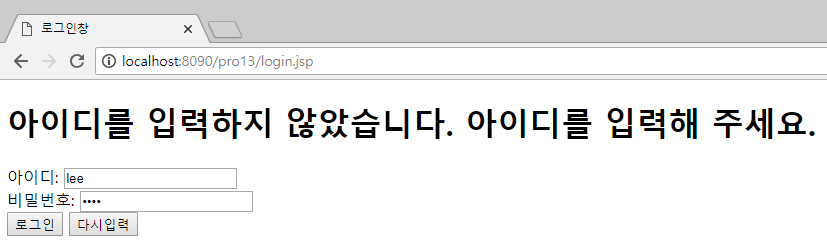 로그인창
localhost:8090/pro13/login.jsp
아이디를 입력하지 않았습니다. 아이디를 입력해 주세요.
아이디: lee
비밀번호: ••••
로그인 다시입력